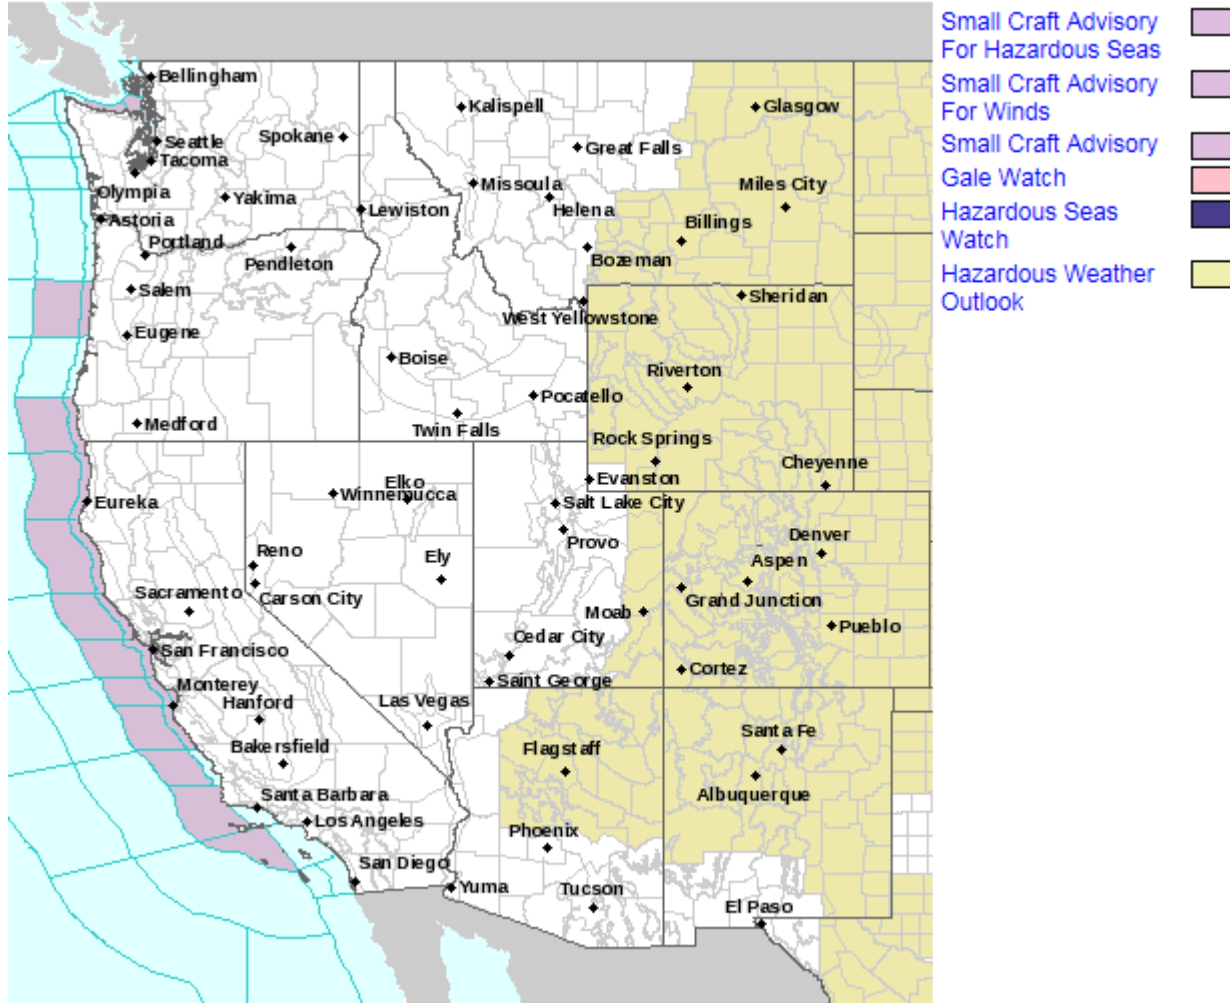 Small Craft Advisory
For Hazardous Seas
Small Craft Advisory
For Winds
Small Craft Advisory
Gale Watch
Hazardous Seas
Watch
Hazardous Weather
Outlook
Bellingham
Kalispell
Glasgow
Seattle
Spokane
Great Falls
Tacoma
Olympia
Yakima
Missoula
Miles City
Lewiston
Helena
Astoria
Billings
Portland
Pendleton
Bozeman
Salem
Sheridan
West Yellowstone
Eugene
Boise
Riverton
Pocatello
Medford
Twin Falls
Rock Springs
Cheyenne
Elko
Evanston
Eureka
Winnemucca
Salt Lake City
Provo
Denver
Reno
Ely
Aspen
Sacramento
Carson City
Grand Junction
Moab
Pueblo
Cedar City
San Francisco
Cortez
Saint George
Monterey
Hanford
Las Vegas
Santa Fe
Bakersfield
Flagstaff
Santa Barbara
Albuquerque
Los Angeles
Phoenix
San Diego
Yuma
Tucson
El Paso